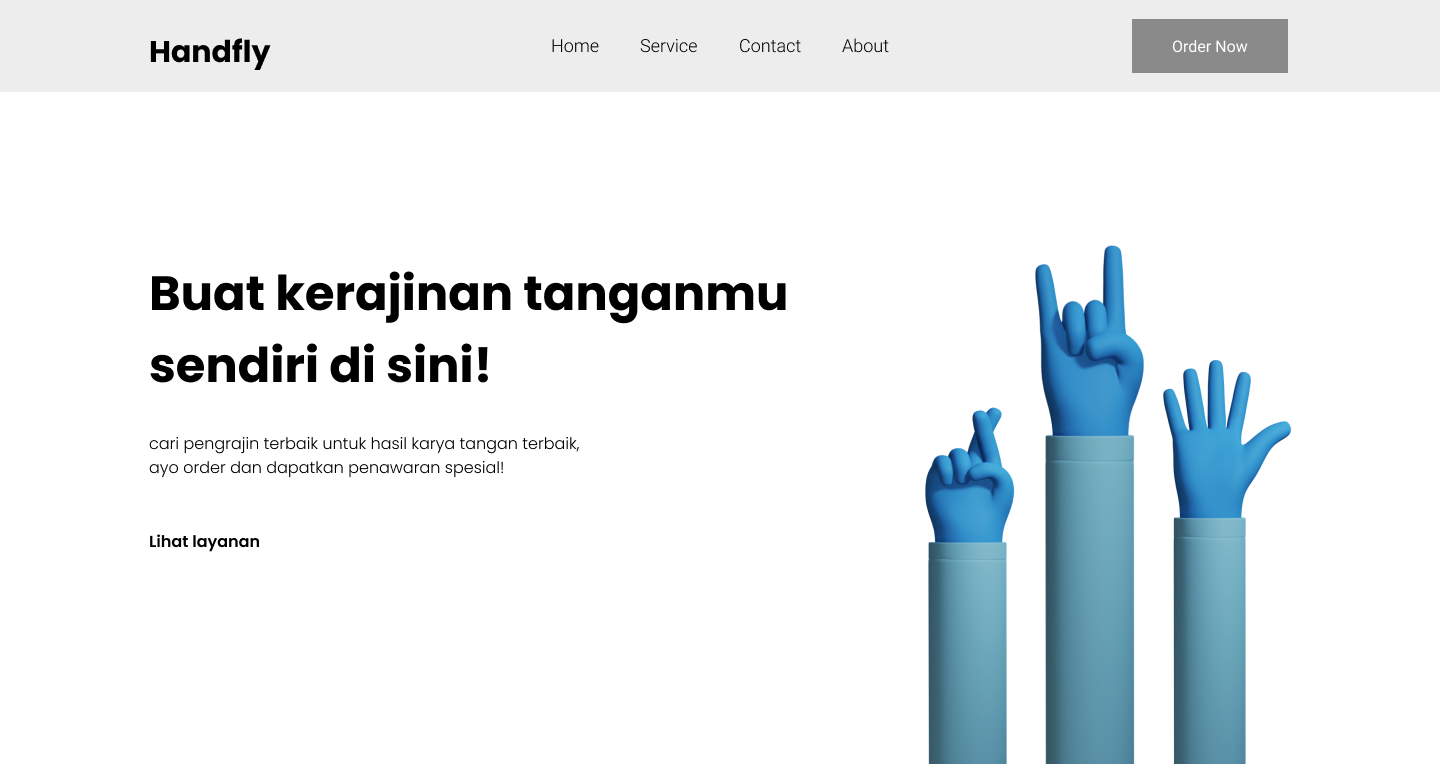 Handfly
Home Service Contact About
Order Now
Buat kerajinan tanganmu
sendiri di sini!
cari pengrajin terbaik untuk hasil karya tangan terbaik,
ayo order dan dapatkan penawaran spesial!
Lihat layanan